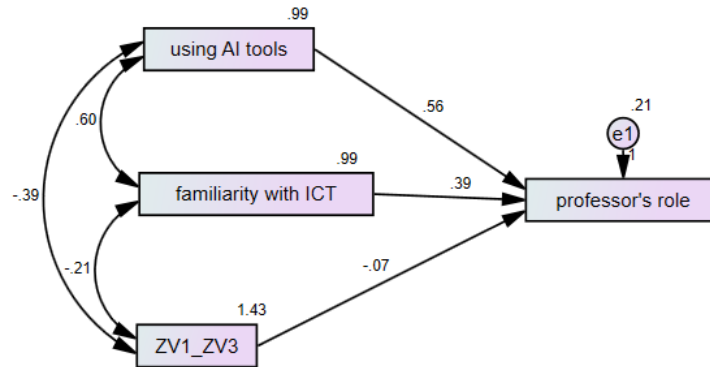 .99
using AI tools
.21
.56
e1
.60
1
.99
-.39
familiarity with ICT
.39
professor's role
-.21
-.07
1.43
ZV1_ZV3